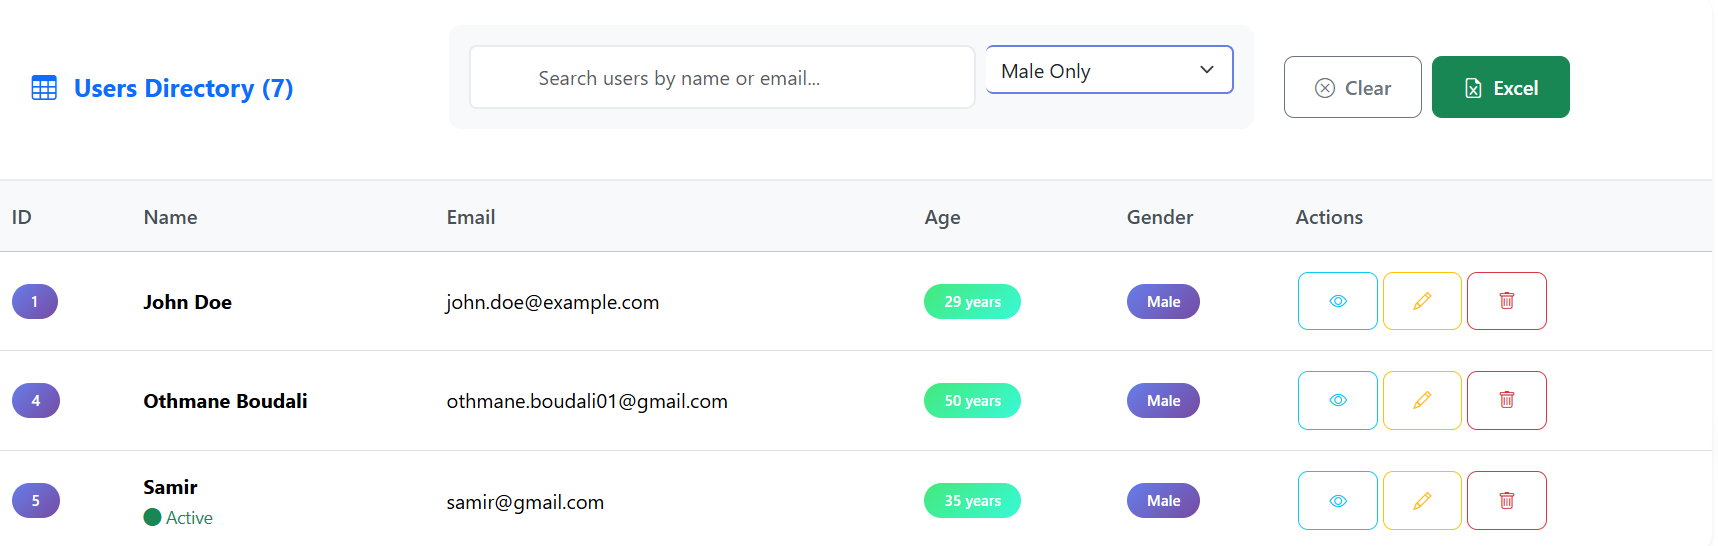 Users Directory (7)
Search users by name or email...
Male Only
Clear
Excel
ID Name Email Age Gender Actions
1 John Doe john.doe@example.com 29 years Male
4 Othmane Boudali othmane.boudali01@gmail.com 50 years Male
5 Samir samir@gmail.com 35 years Male
Active